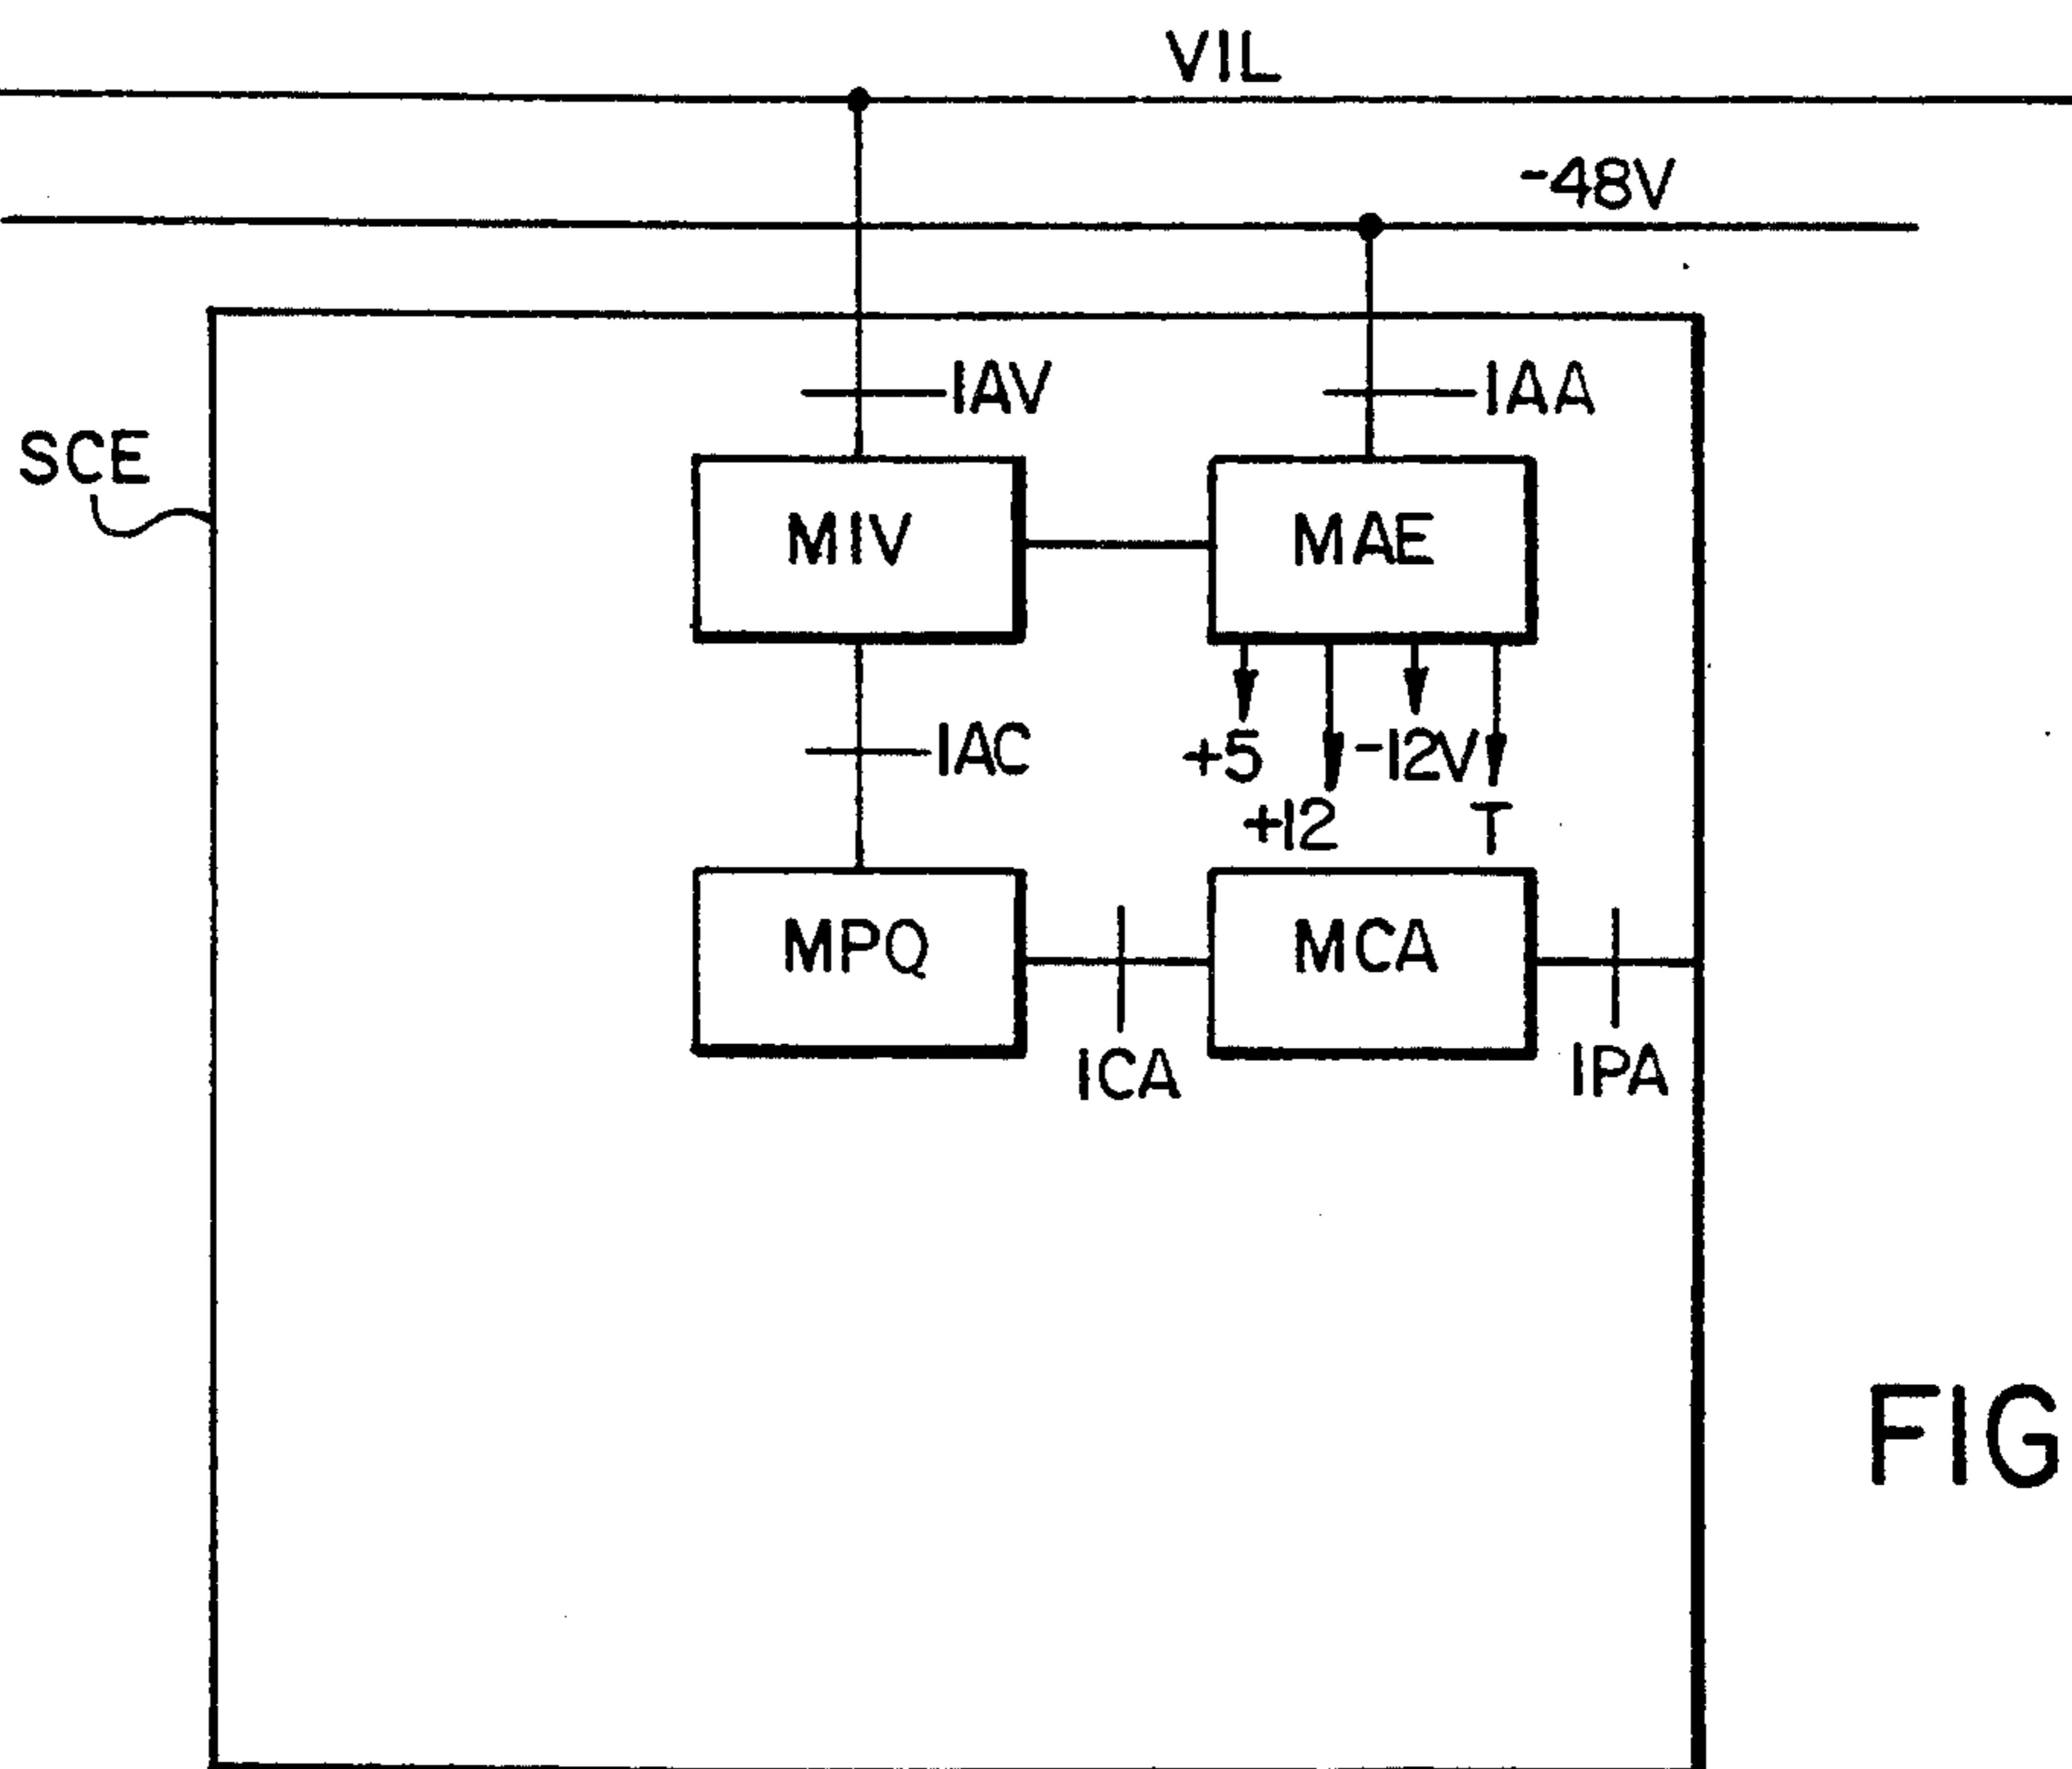 VIL
-48V
IAV
IAA
SCE
MIV
MAE
IAC
+5
-12V
+12
T
MPQ
MCA
ICA
IPA
FIG